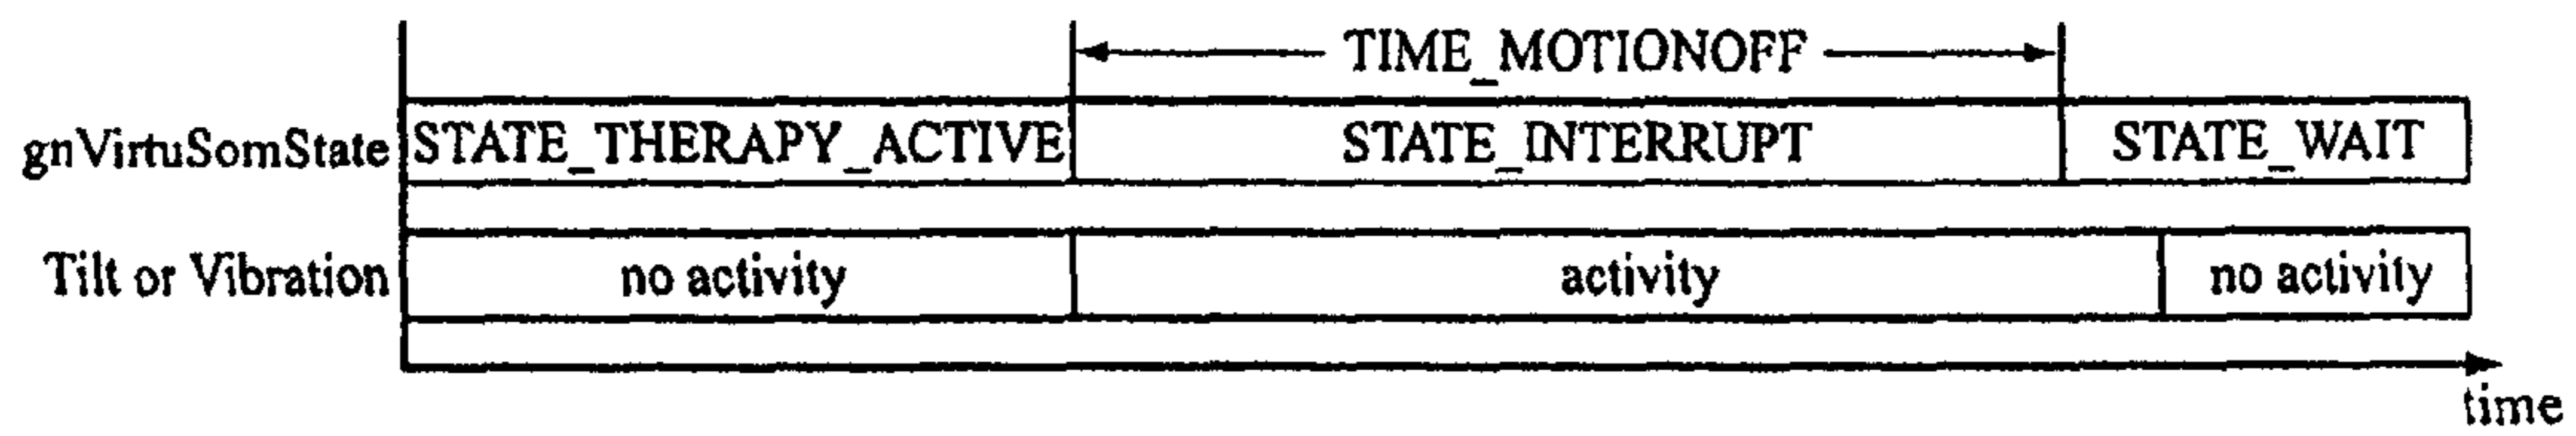 TIME_MOTIONOFF
gnVirtuSomState STATE_THERAPY_ACTIVE STATE_INTERRUPT STATE_WAIT
Tilt or Vibration no activity activity no activity
time